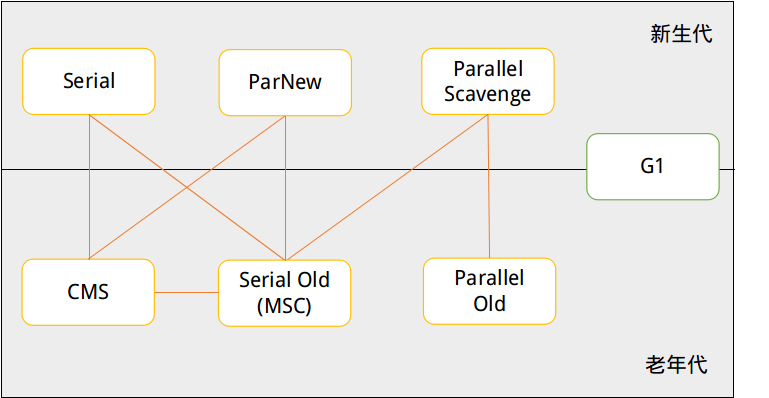 新生代
Serial
ParNew
Parallel
Scavenge
G1
CMS
Serial Old
(MSC)
Parallel
Old
老年代